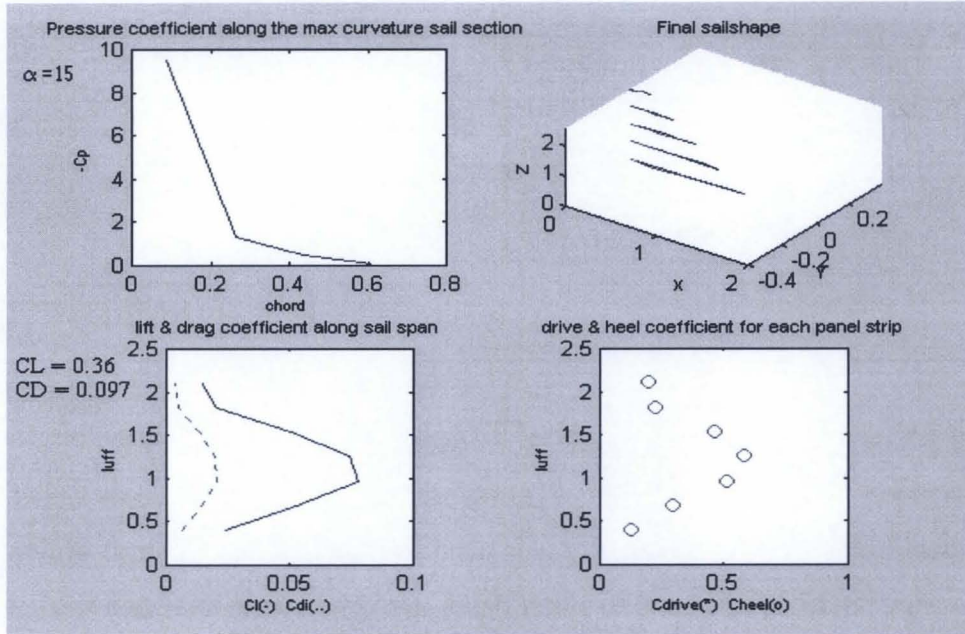 Pressure coefficient along the max curvature sail section
α =15
10
8
6
4
2
0
-Cp
0 0.2 0.4 0.6 0.8
chord
Final sailshape
2
1
0
Z
0
1
2
x
-0.4
-0.2
0
0.2
Y
lift & drag coefficient along sail span
CL = 0.36
CD = 0.097
2.5
2
1.5
1
0.5
0
luff
0 0.05 0.1
Cl(-) Cdi(..)
drive & heel coefficient for each panel strip
2.5
2
1.5
1
0.5
0
luff
0 0.5 1
Cdrive(*) Cheel(o)